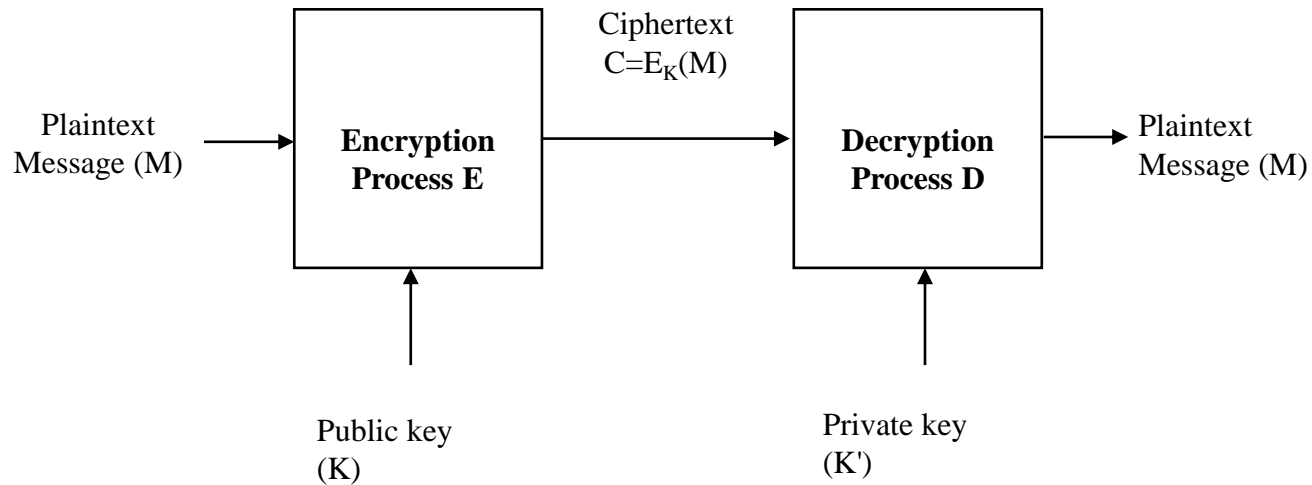 Ciphertext
C=E_K(M)
Plaintext
Message (M)
Encryption
Process E
Decryption
Process D
Plaintext
Message (M)
Public key
(K)
Private key
(K')